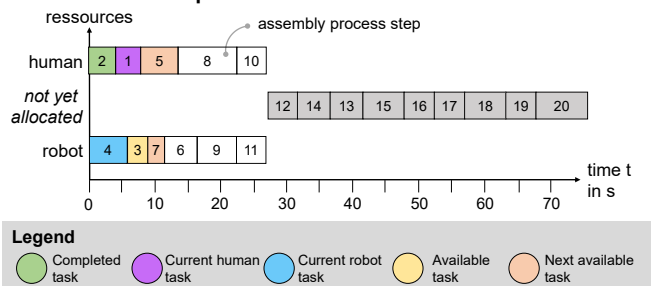 ressources
assembly process step
human 2 1 5 8 10
not yet
allocated
12 14 13 15 16 17 18 19 20
robot 4 3 7 6 9 11
time t
in s
0 10 20 30 40 50 60 70
Legend
Completed
task
Current human
task
Current robot
task
Available
task
Next available
task